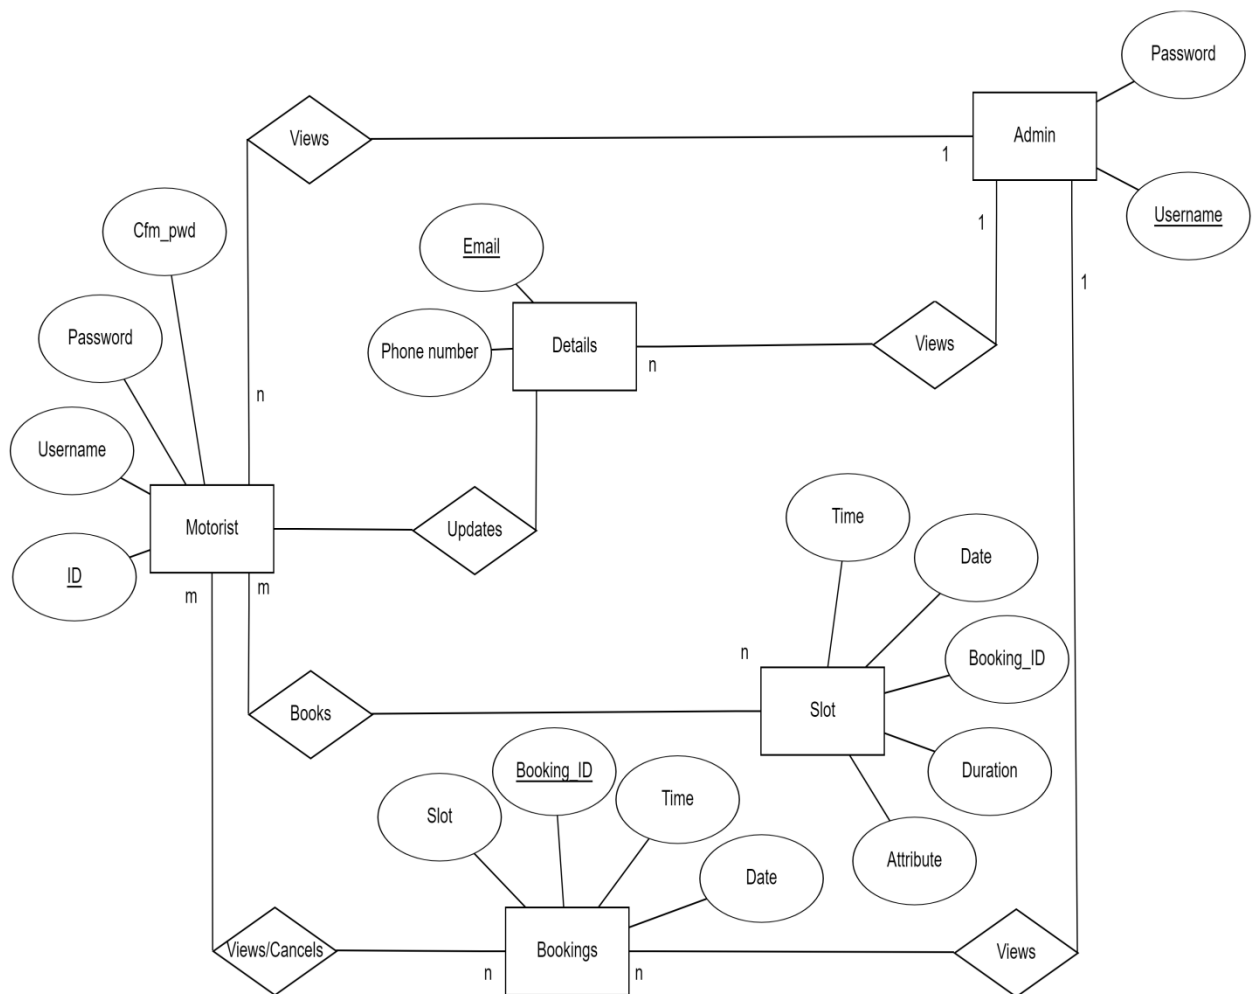 Password
Views
Admin
1
Cfm_pwd
Username
1
Email
1
Password
Phone number
Details
Views
n
n
Username
Motorist
Updates
Time
Date
ID
m
m
n
Booking_ID
Books
Slot
Booking_ID
Time
Duration
Slot
Attribute
Date
Views/Cancels
Bookings
Views
n
n